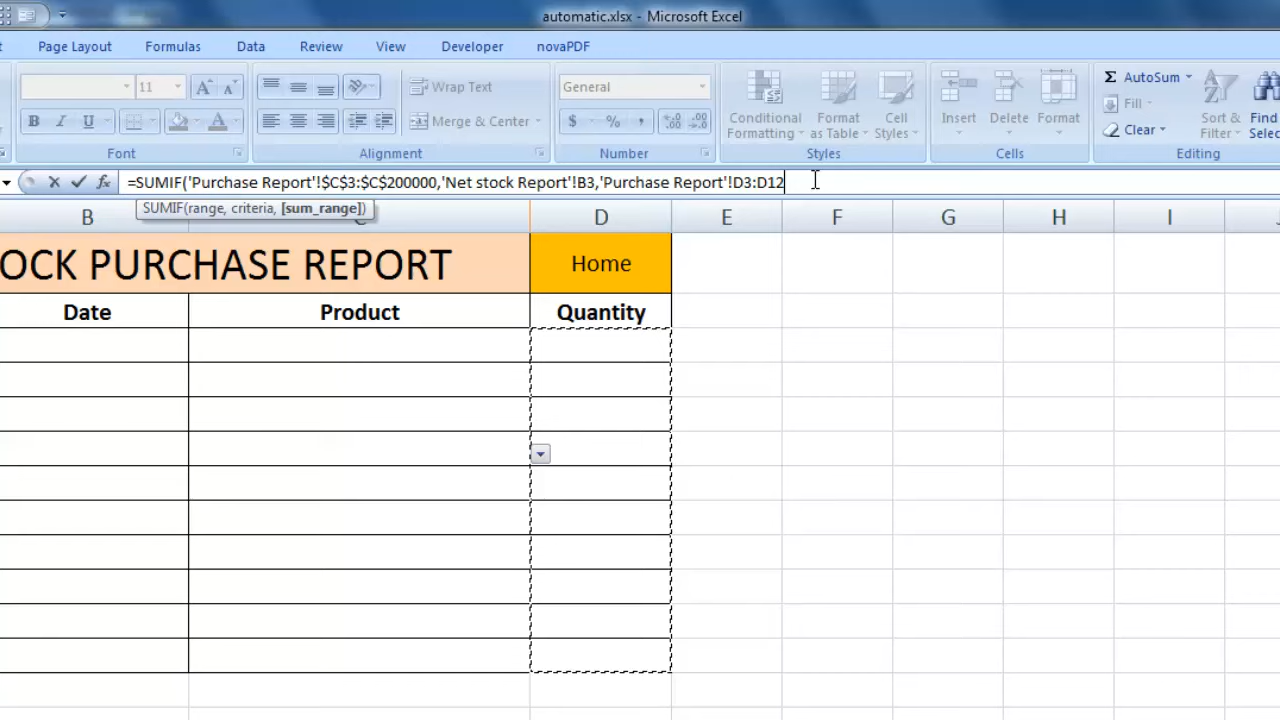 automatic.xlsx - Microsoft Excel
Page Layout Formulas Data Review View Developer novaPDF
11 A A Wrap Text General Conditional Formatting Format as Table Cell Styles Insert Delete Format Σ AutoSum Fill Clear Sort & Filter Find
B I U A Merge & Center $ % ,
Font Alignment Number Styles Cells Editing
fx =SUMIF('Purchase Report'!$C$3:$C$200000,'Net stock Report'!B3,'Purchase Report'!D3:D12
SUMIF(range, criteria, [sum_range])
B D E F G H I
OCK PURCHASE REPORT Home
Date Product Quantity